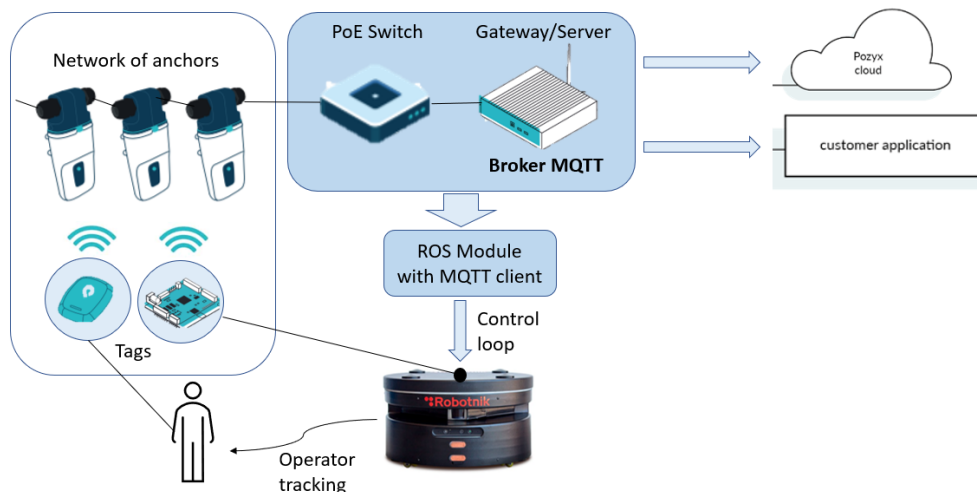 PoE Switch
Gateway/Server
Network of anchors
Pozyx
cloud
customer application
Broker MQTT
ROS Module
with MQTT client
Control
loop
Tags
Robotnik
Operator
tracking